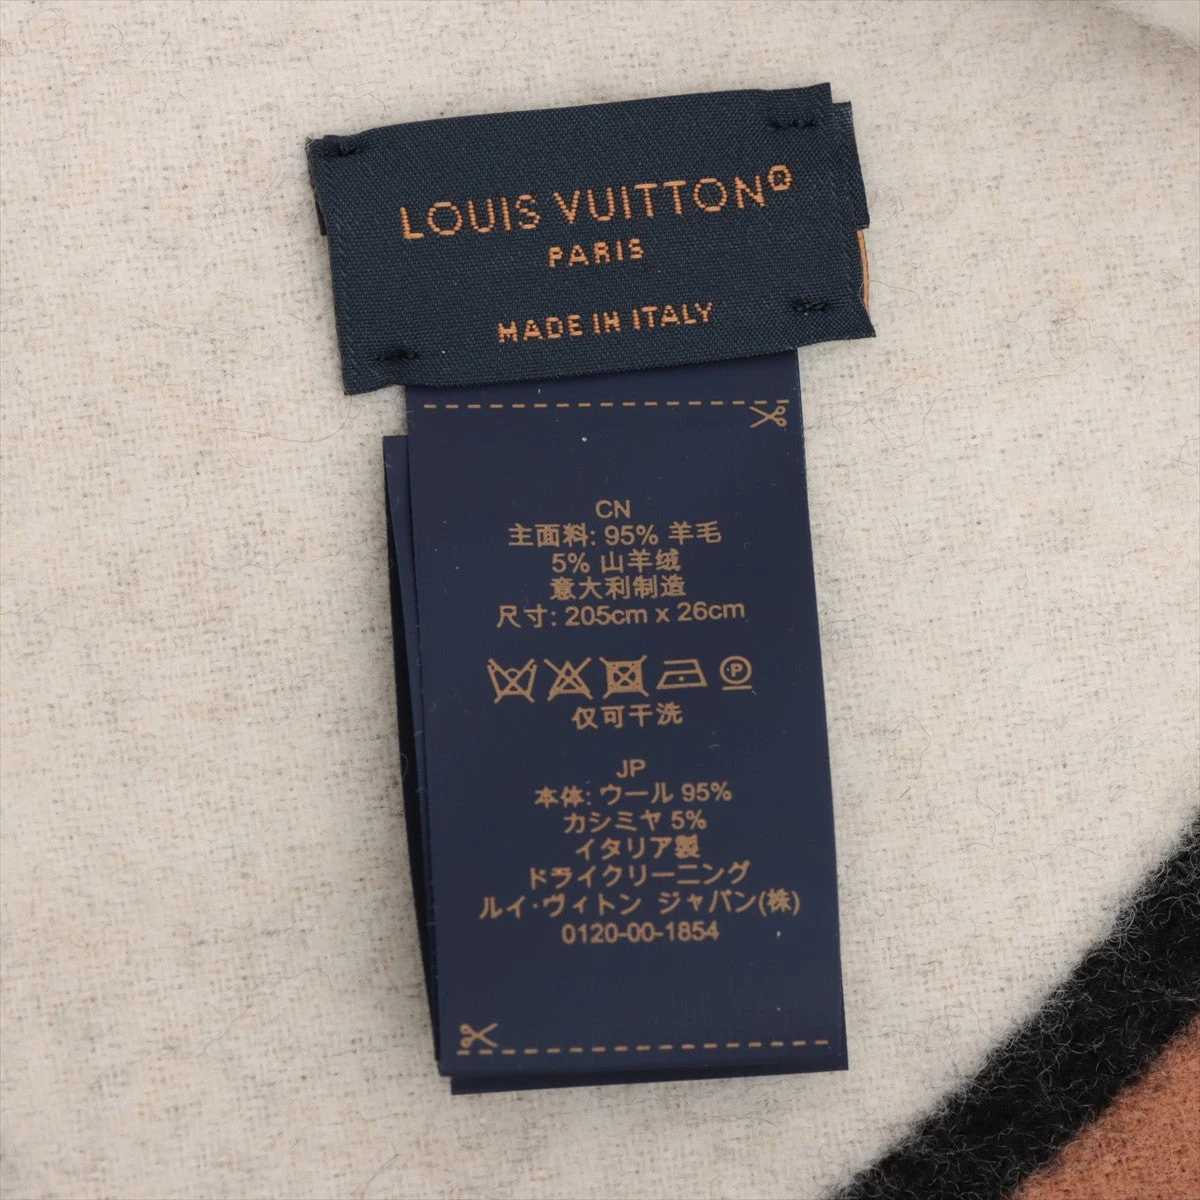 LOUIS VUITTON®
PARIS
MADE IN ITALY
CN
主面料: 95% 羊毛
5% 山羊绒
意大利制造
尺寸: 205cm x 26cm
P
仅可干洗
JP
本体: ウール 95%
カシミヤ 5%
イタリア製
ドライクリーニング
ルイ·ヴィトン ジャパン(株)
0120-00-1854